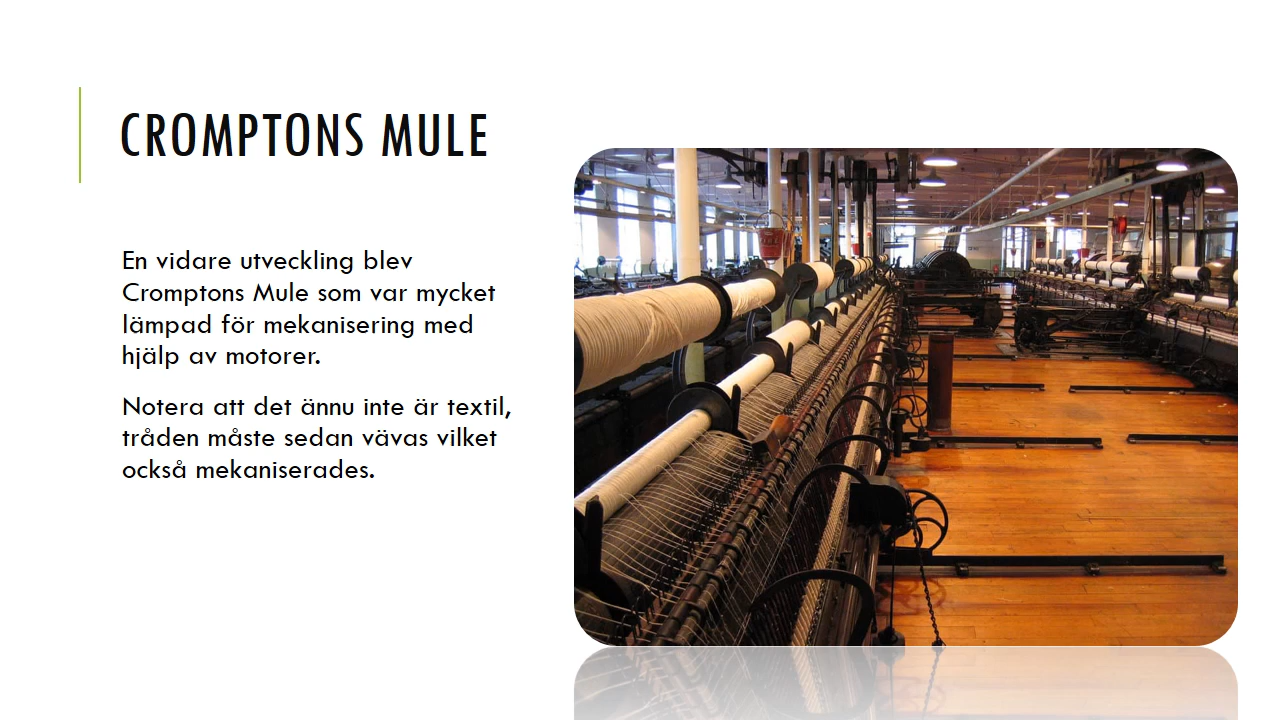 CROMPTONS MULE
En vidare utveckling blev
Cromptons Mule som var mycket
lämpad för mekanisering med
hjälp av motorer.
Notera att det ännu inte är textil,
tråden måste sedan vävas vilket
också mekaniserades.